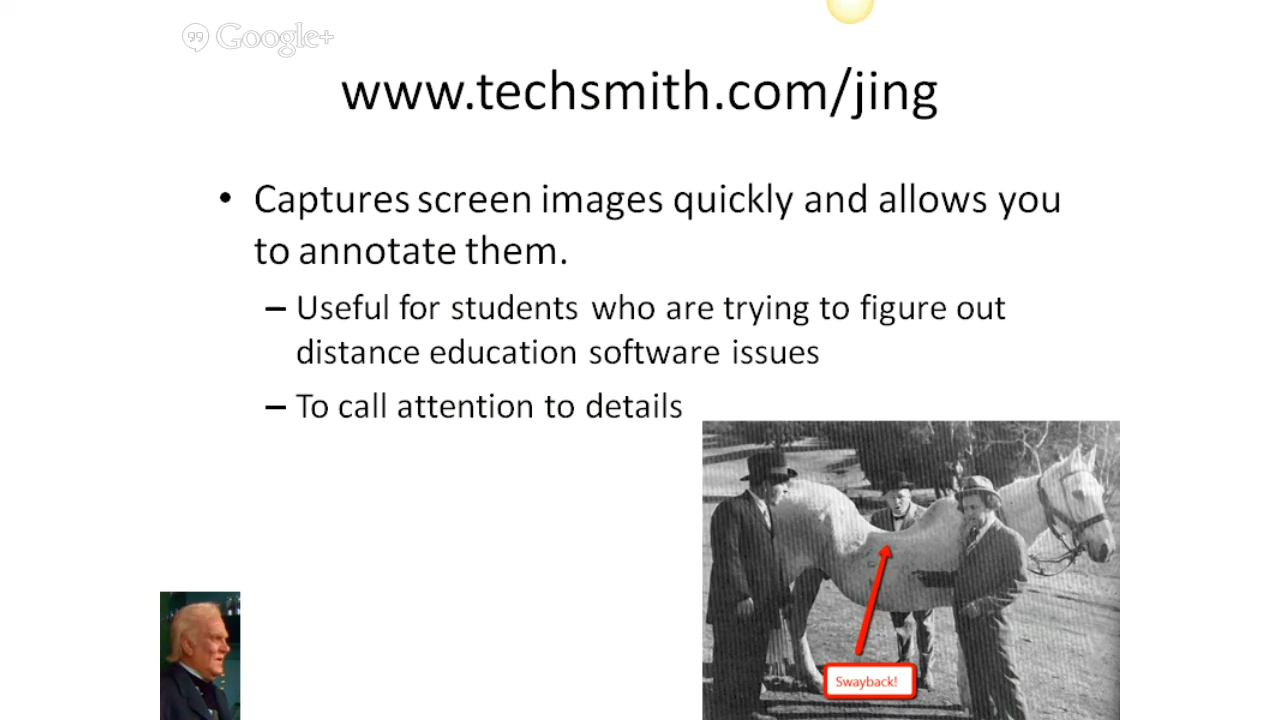 Google+
www.techsmith.com/jing
• Captures screen images quickly and allows you
to annotate them.
– Useful for students who are trying to figure out
distance education software issues
– To call attention to details
Swayback!